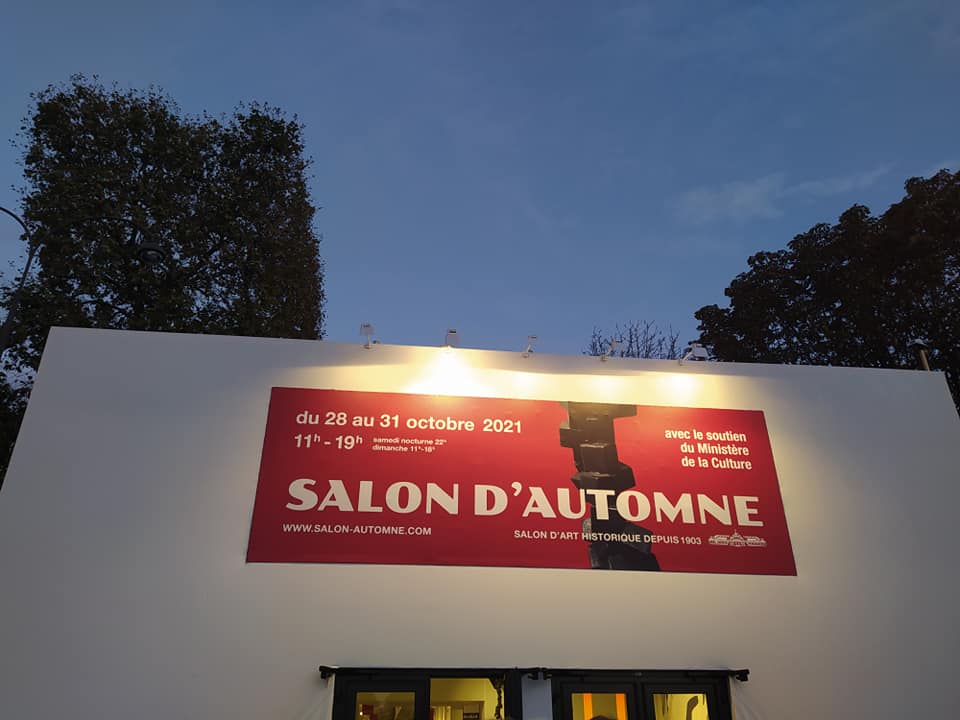 du 28 au 31 octobre 2021
11h - 19h
samedi nocturne 22h
dimanche 11h-18h
avec le soutien
du Ministère
de la Culture
SALON D'AUTOMNE
WWW.SALON-AUTOMNE.COM
SALON D'ART HISTORIQUE DEPUIS 1903